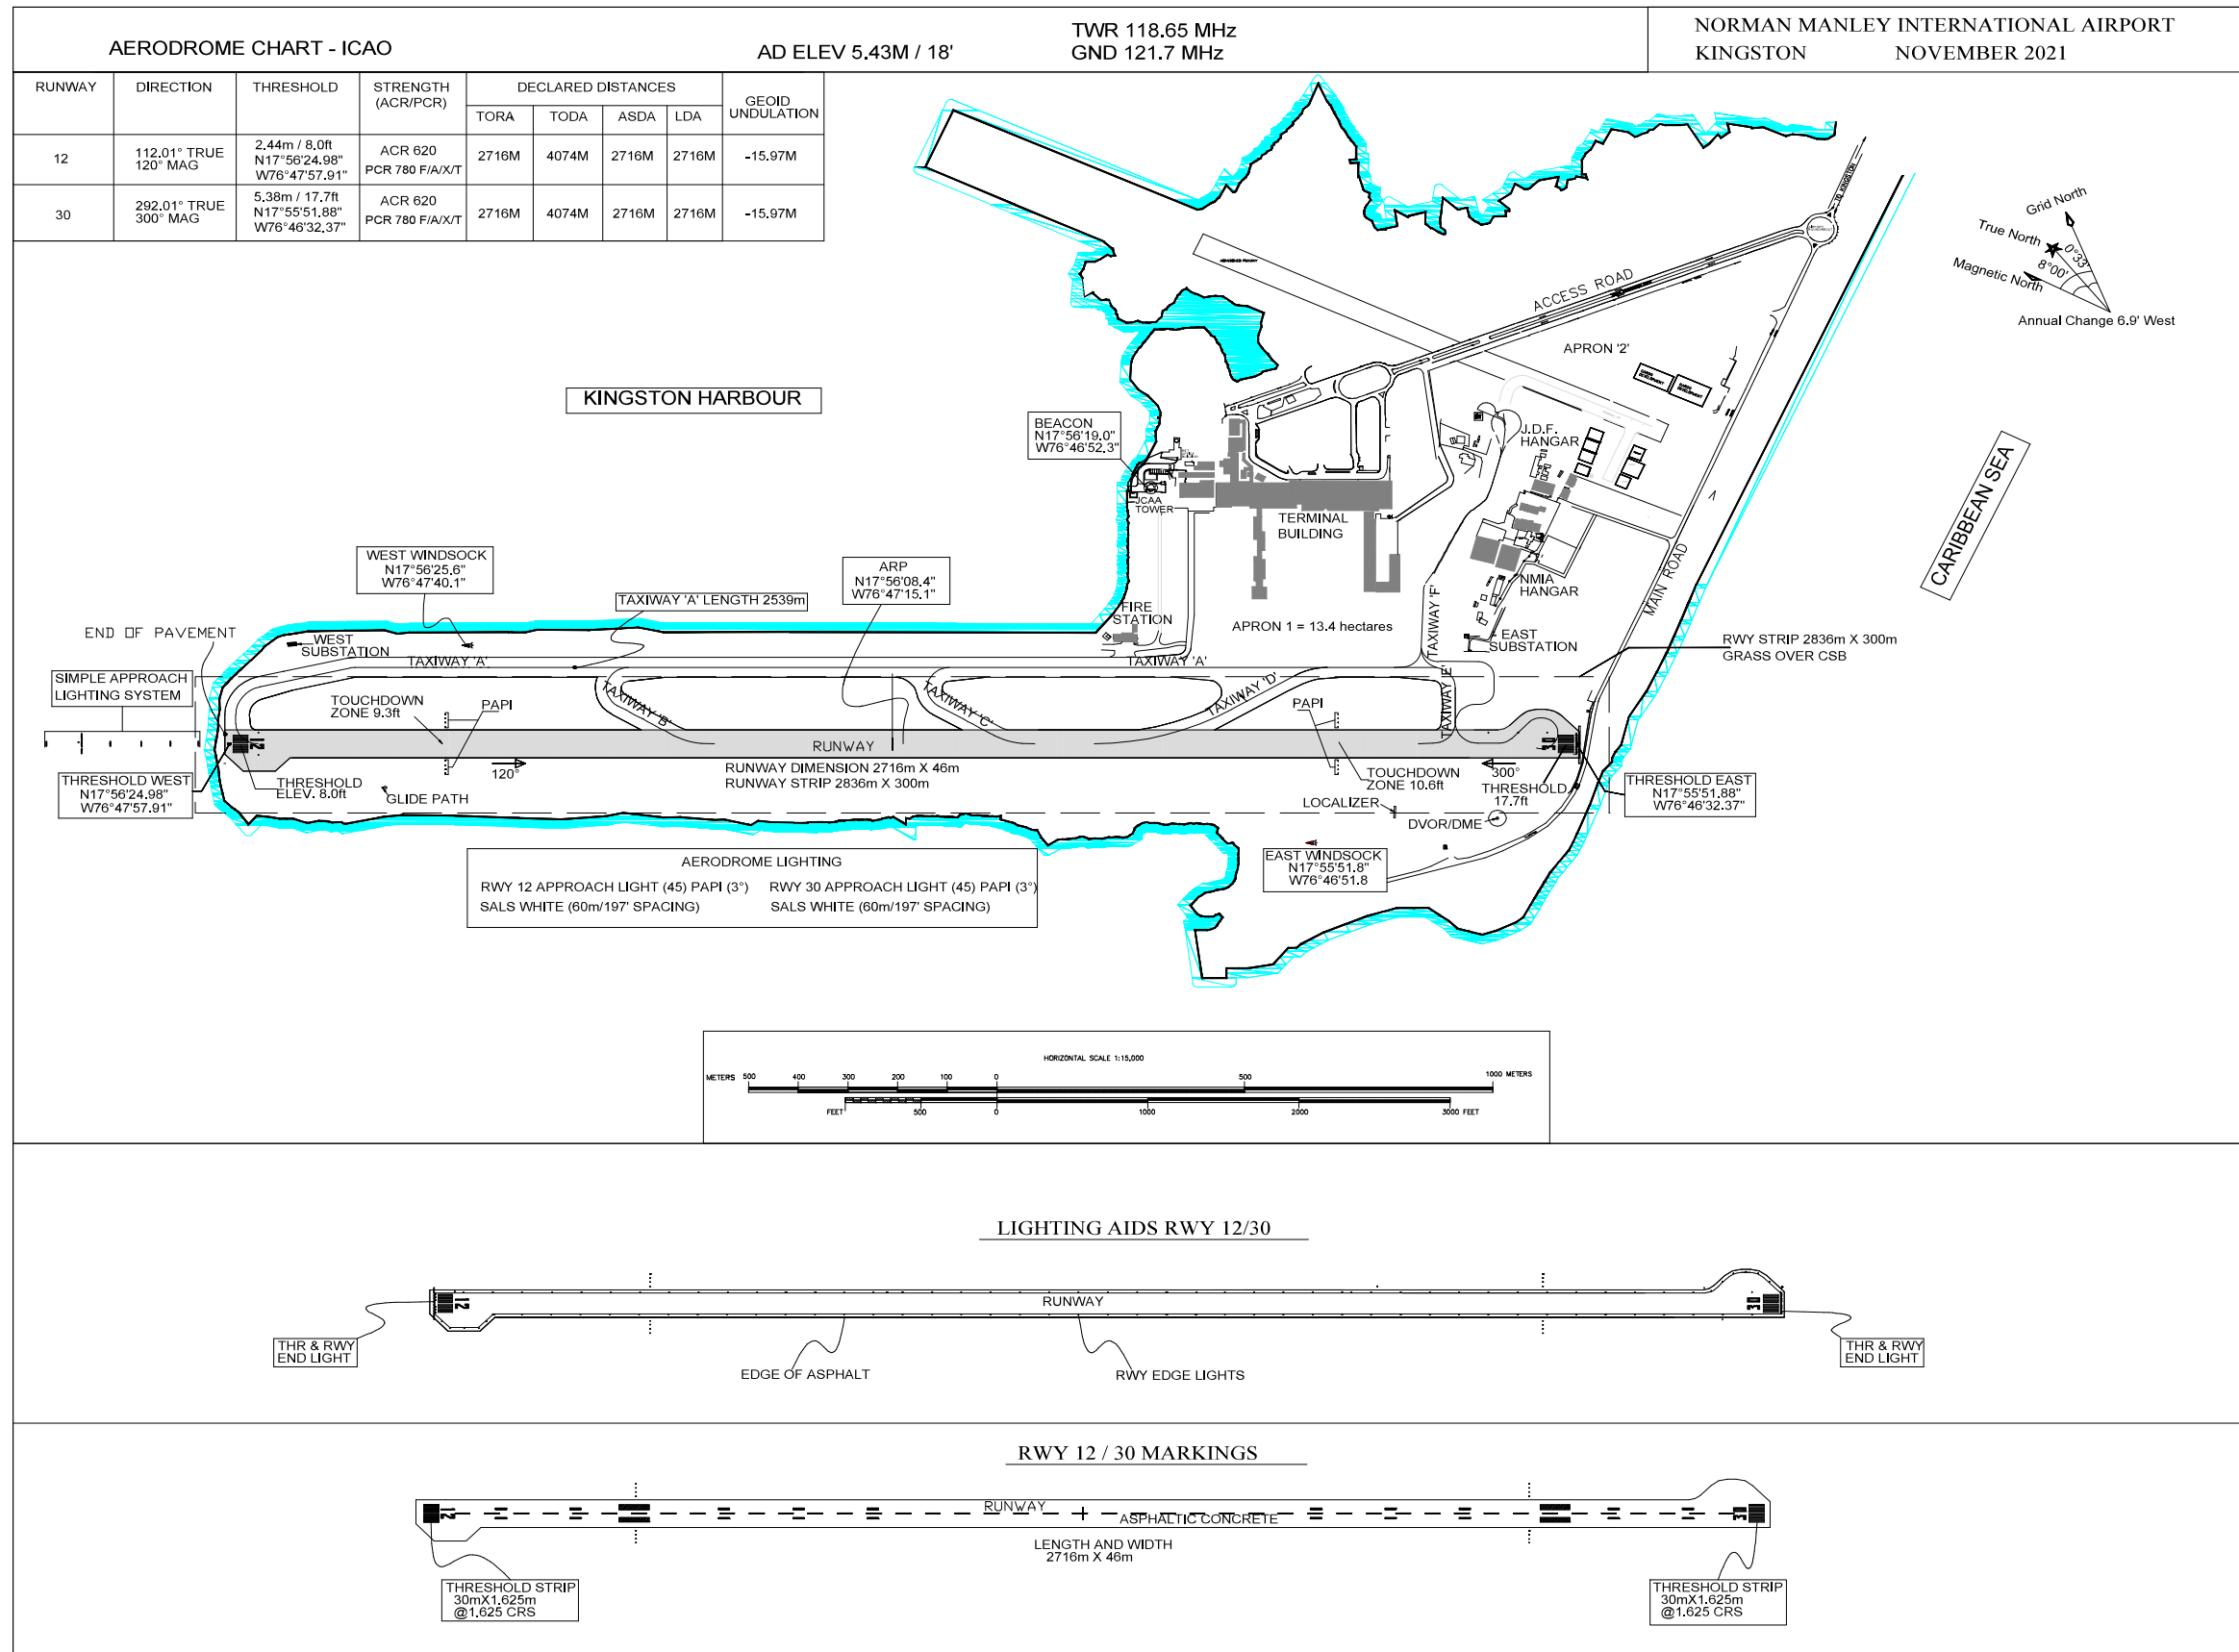 AERODROME CHART - ICAO
AD ELEV 5.43M / 18'
TWR 118.65 MHz
GND 121.7 MHz
NORMAN MANLEY INTERNATIONAL AIRPORT
KINGSTON NOVEMBER 2021
RUNWAY DIRECTION THRESHOLD STRENGTH (ACR/PCR) DECLARED DISTANCES GEOID UNDULATION
TORA TODA ASDA LDA
12 112.01° TRUE 120° MAG 2.44m / 8.0ft N17°56'24.98" W76°47'57.91" ACR 620 PCR 780 F/A/X/T 2716M 4074M 2716M 2716M -15.97M
30 292.01° TRUE 300° MAG 5.38m / 17.7ft N17°55'51.88" W76°46'32.37" ACR 620 PCR 780 F/A/X/T 2716M 4074M 2716M 2716M -15.97M
TO KINGSTON
Grid North
True North
0°33'
8°00'
Magnetic North
Annual Change 6.9' West
ACCESS ROAD
APRON '2'
KINGSTON HARBOUR
BEACON
N17°56'19.0"
W76°46'52.3"
J.D.F.
HANGAR
JCAA
TOWER
TERMINAL
BUILDING
CARIBBEAN SEA
WEST WINDSOCK
N17°56'25.6"
W76°47'40.1"
ARP
N17°56'08.4"
W76°47'15.1"
TAXIWAY 'A' LENGTH 2539m
NMIA
HANGAR
MAIN ROAD
FIRE
STATION
APRON 1 = 13.4 hectares
TAXIWAY 'F'
END OF PAVEMENT
WEST
SUBSTATION
EAST
SUBSTATION
RWY STRIP 2836m X 300m
GRASS OVER CSB
TAXIWAY 'A'
TAXIWAY 'A'
SIMPLE APPROACH
LIGHTING SYSTEM
TOUCHDOWN
ZONE 9.3ft
PAPI
TAXIWAY 'B'
TAXIWAY 'C'
TAXIWAY 'D'
PAPI
TAXIWAY 'E'
12
RUNWAY
30
THRESHOLD WEST
N17°56'24.98"
W76°47'57.91"
THRESHOLD
ELEV. 8.0ft
120°
GLIDE PATH
RUNWAY DIMENSION 2716m X 46m
RUNWAY STRIP 2836m X 300m
TOUCHDOWN
ZONE 10.6ft
300°
THRESHOLD
17.7ft
THRESHOLD EAST
N17°55'51.88"
W76°46'32.37"
LOCALIZER
DVOR/DME
EAST WINDSOCK
N17°55'51.8"
W76°46'51.8
AERODROME LIGHTING
RWY 12 APPROACH LIGHT (45) PAPI (3°) RWY 30 APPROACH LIGHT (45) PAPI (3°)
SALS WHITE (60m/197' SPACING) SALS WHITE (60m/197' SPACING)
HORIZONTAL SCALE 1:15,000
METERS 500 400 300 200 100 0 500 1000 METERS
FEET 500 0 1000 2000 3000 FEET
LIGHTING AIDS RWY 12/30
12
RUNWAY
30
THR & RWY
END LIGHT
EDGE OF ASPHALT
RWY EDGE LIGHTS
THR & RWY
END LIGHT
RWY 12 / 30 MARKINGS
12
RUNWAY
ASPHALTIC CONCRETE
LENGTH AND WIDTH
2716m X 46m
THRESHOLD STRIP
30mX1.625m
@1.625 CRS
THRESHOLD STRIP
30mX1.625m
@1.625 CRS